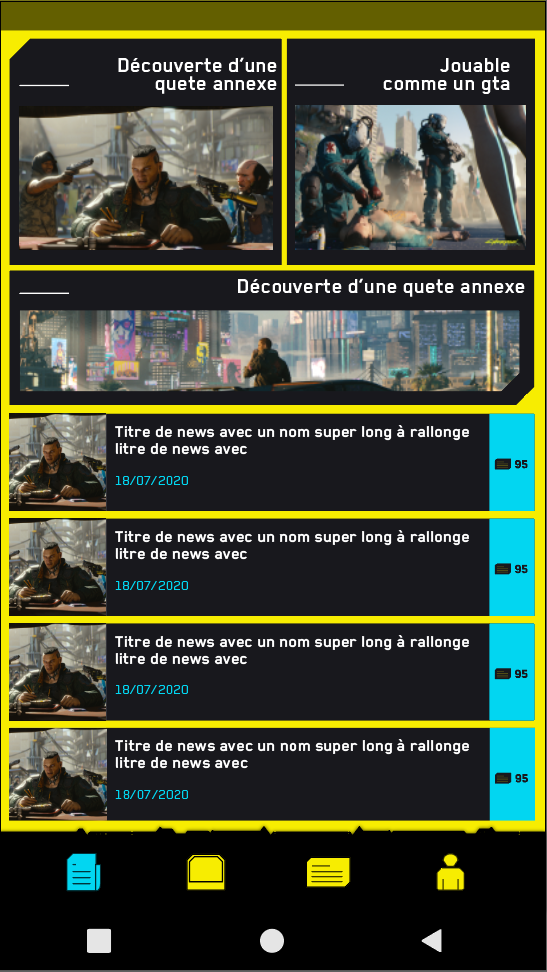 Découverte d'une
quete annexe
Jouable
comme un gta
Découverte d'une quete annexe
Titre de news avec un nom super long à rallonge
litre de news avec
18/07/2020
95
Titre de news avec un nom super long à rallonge
litre de news avec
18/07/2020
95
Titre de news avec un nom super long à rallonge
litre de news avec
18/07/2020
95
Titre de news avec un nom super long à rallonge
litre de news avec
18/07/2020
95